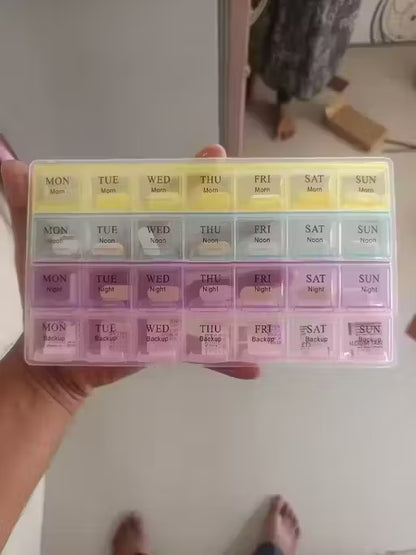 MON TUE WED THU FRI SAT SUN
Morn Morn Morn Morn Morn Morn Morn
MON TUE WED THU FRI SAT SUN
Noon Noon Noon Noon Noon Noon Noon
MON TUE WED THU FRI SAT SUN
Night Night Night Night Night Night Night
MON TUE WED THU FRI SAT SUN
Backup Backup Backup Backup Backup Backup Backup